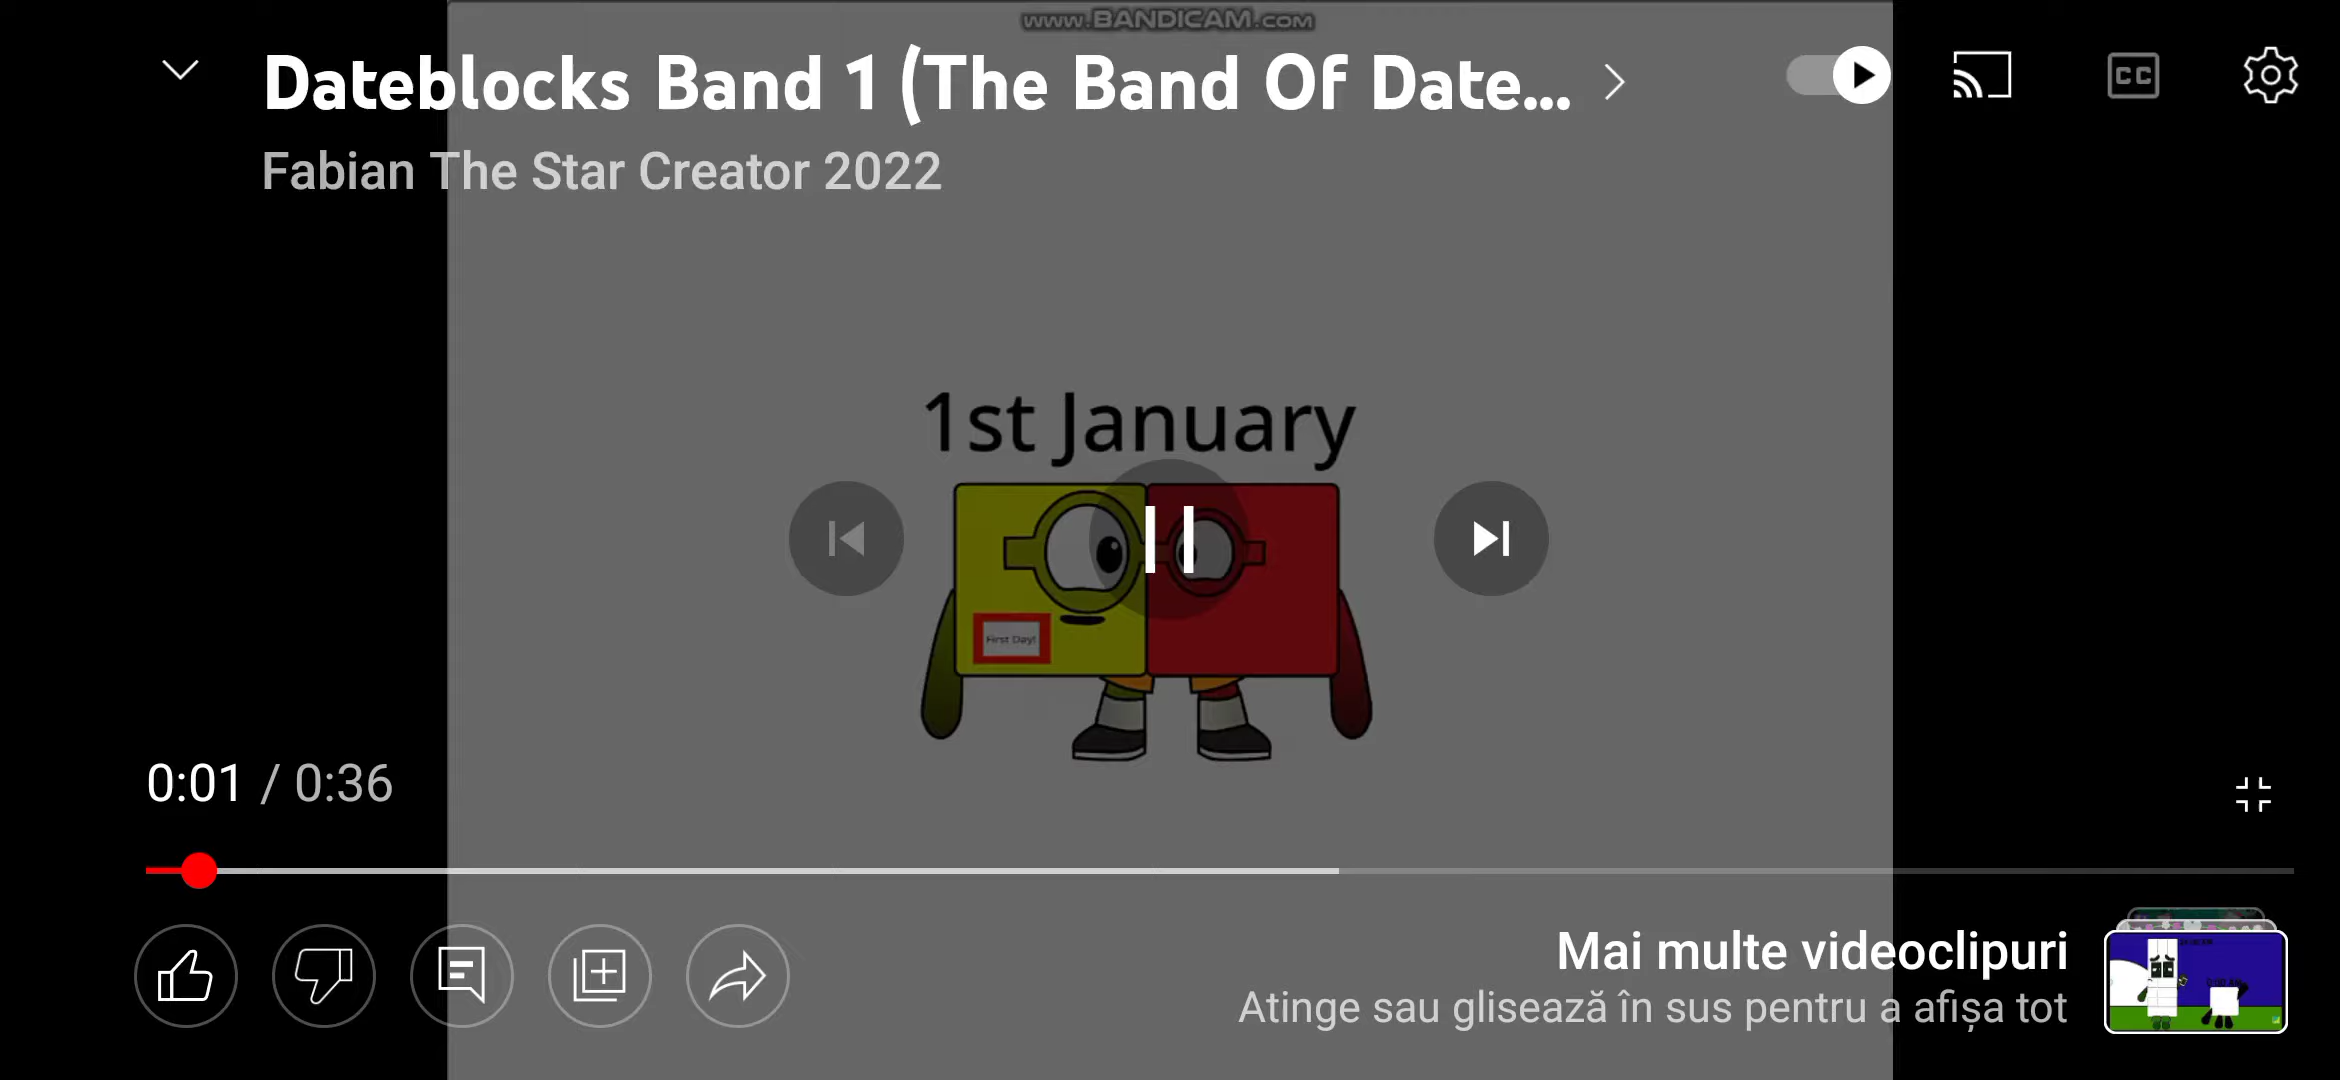 www.BANDICAM.com
Dateblocks Band 1 (The Band Of Date...
CC
Fabian The Star Creator 2022
1st January
First Day!
0:01 / 0:36
Mai multe videoclipuri
Atinge sau glisează în sus pentru a afișa tot